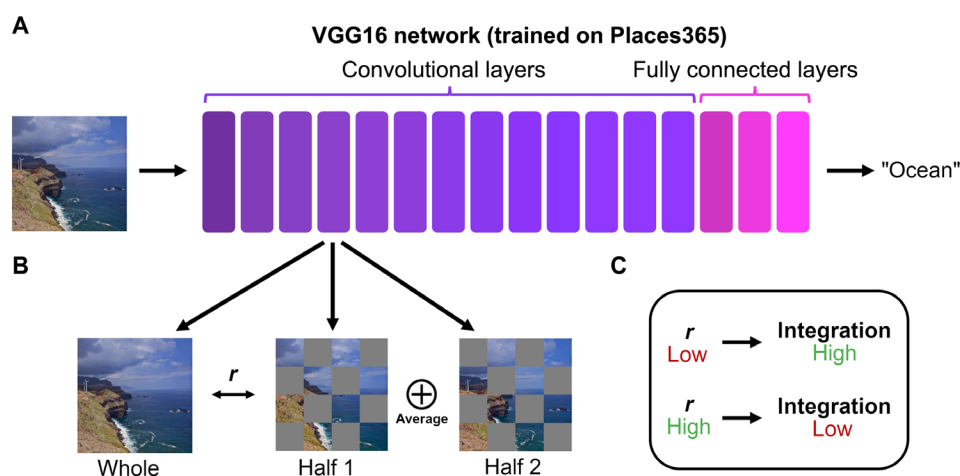 A
VGG16 network (trained on Places365)
Convolutional layers
Fully connected layers
"Ocean"
B
r
Average
Whole
Half 1
Half 2
C
r
Low
Integration
High
r
High
Integration
Low